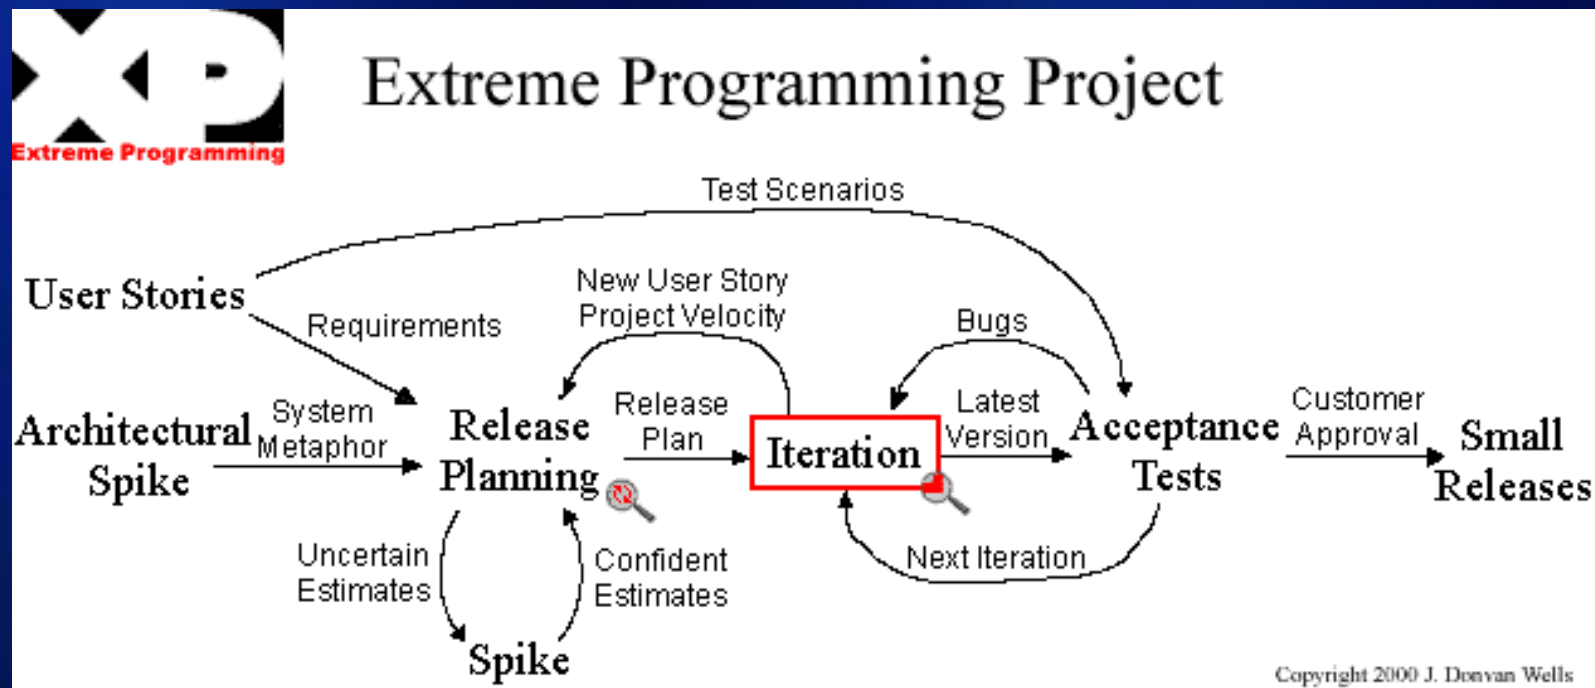 XP
Extreme Programming
Extreme Programming Project
Test Scenarios
User Stories
New User Story
Project Velocity
Requirements
Bugs
Architectural
Spike
System
Metaphor
Release
Planning
Release
Plan
Iteration
Latest
Version
Acceptance
Tests
Customer
Approval
Small
Releases
Uncertain
Estimates
Confident
Estimates
Next Iteration
Spike
Copyright 2000 J. Donvan Wells